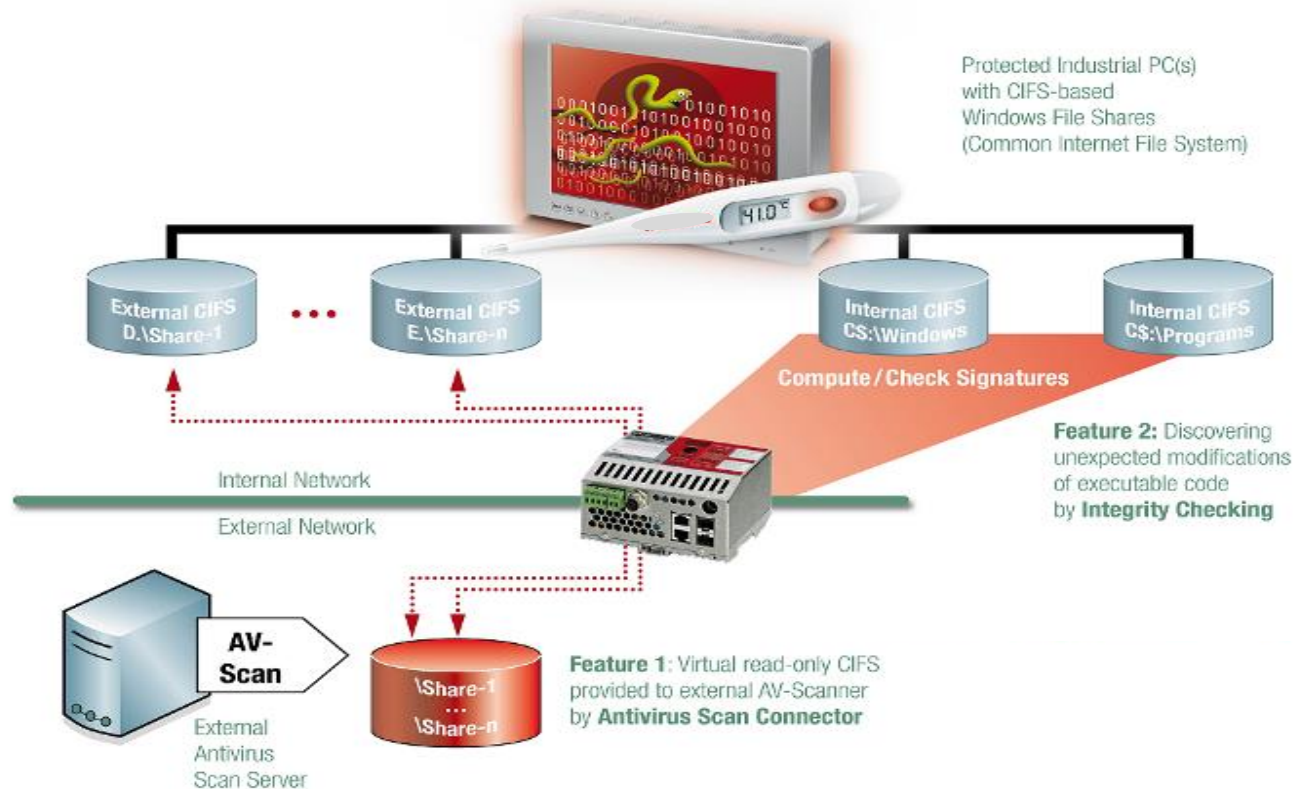 Protected Industrial PC(s)
with CIFS-based
Windows File Shares
(Common Internet File System)
41.0°C
External CIFS
D.\Share-1
...
External CIFS
E.\Share-n
Internal CIFS
CS:\Windows
Internal CIFS
C$:\Programs
Compute/Check Signatures
Feature 2: Discovering
unexpected modifications
of executable code
by Integrity Checking
Internal Network
External Network
AV-
Scan
External
Antivirus
Scan Server
\Share-1
...
\Share-n
Feature 1: Virtual read-only CIFS
provided to external AV-Scanner
by Antivirus Scan Connector